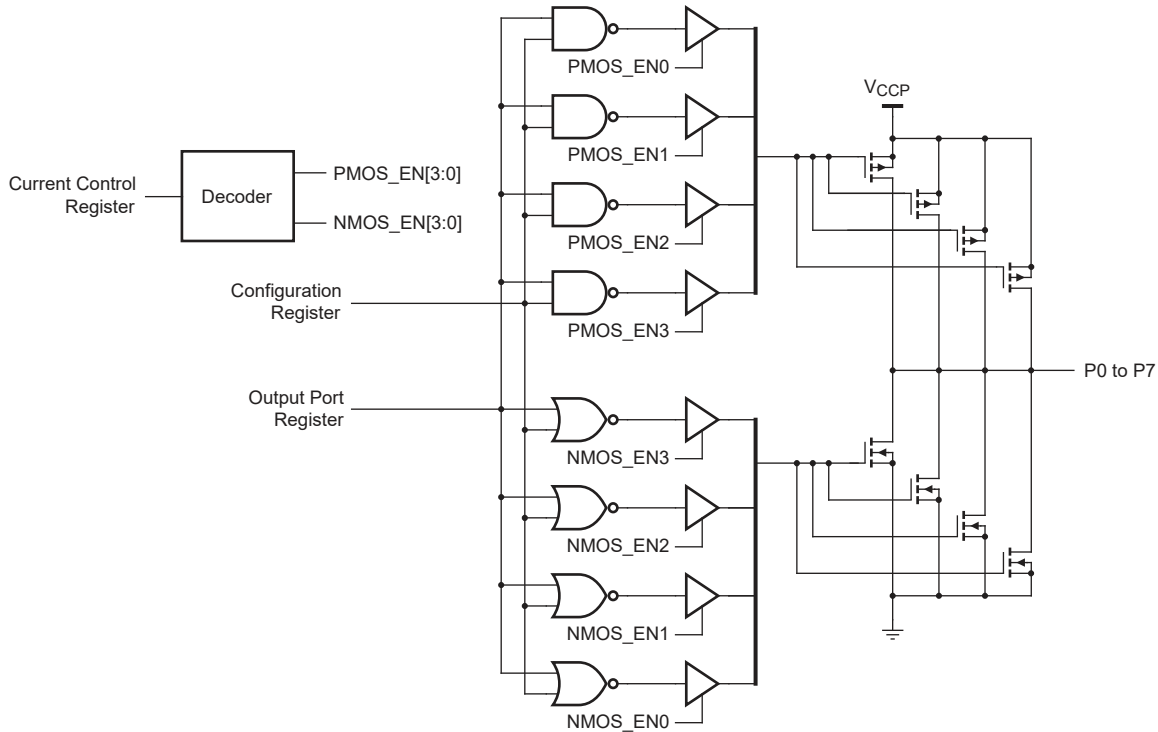 PMOS_EN0
V_CCP
PMOS_EN1
Current Control
Register
Decoder
PMOS_EN[3:0]
NMOS_EN[3:0]
PMOS_EN2
Configuration
Register
PMOS_EN3
P0 to P7
Output Port
Register
NMOS_EN3
NMOS_EN2
NMOS_EN1
NMOS_EN0